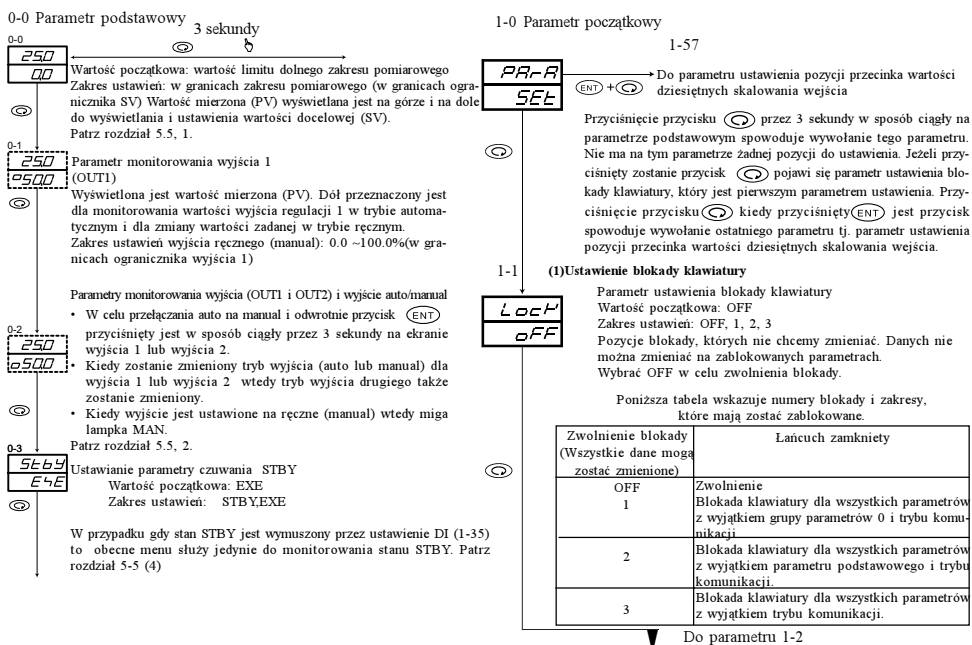 0-0 Parametr podstawowy
3 sekundy
0-0
25.0
0.0
Wartość początkowa: wartość limitu dolnego zakresu pomiarowego
Zakres ustawień: w granicach zakresu pomiarowego (w granicach ogra-
nicznika SV) Wartość mierzona (PV) wyświetlana jest na górze i na dole
do wyświetlania i ustawienia wartości docelowej (SV).
Patrz rozdział 5.5, 1.
0-1
25.0
o50.0
Parametr monitorowania wyjścia 1
(OUT1)
Wyświetlona jest wartość mierzona (PV). Dół przeznaczony jest
dla monitorowania wartości wyjścia regulacji 1 w trybie automa-
tycznym i dla zmiany wartości zadanej w trybie ręcznym.
Zakres ustawień wyjścia ręcznego (manual): 0.0 ~100.0%(w gra-
nicach ogranicznika wyjścia 1)
Parametry monitorowania wyjścia (OUT1 i OUT2) i wyjście auto/manual
• W celu przełączania auto na manual i odwrotnie przycisk ENT
przyciśnięty jest w sposób ciągły przez 3 sekundy na ekranie
wyjścia 1 lub wyjścia 2.
0-2
25.0
o50.0
• Kiedy zostanie zmieniony tryb wyjścia (auto lub manual) dla
wyjścia 1 lub wyjścia 2 wtedy tryb wyjścia drugiego także
zostanie zmieniony.
• Kiedy wyjście jest ustawione na ręczne (manual) wtedy miga
lampka MAN.
Patrz rozdział 5.5, 2.
0-3
StbY
EHE
Ustawianie parametry czuwania STBY
Wartość początkowa: EXE
Zakres ustawień: STBY,EXE
W przypadku gdy stan STBY jest wymuszony przez ustawienie DI (1-35)
to obecne menu służy jedynie do monitorowania stanu STBY. Patrz
rozdział 5-5 (4)
1-0 Parametr początkowy
1-57
PArA
SEt
ENT +
Do parametru ustawienia pozycji przecinka wartości
dziesiętnych skalowania wejścia
Przyciśnięcie przycisku przez 3 sekundy w sposób ciągły na
parametrze podstawowym spowoduje wywołanie tego parametru.
Nie ma na tym parametrze żadnej pozycji do ustawienia. Jeżeli przy-
ciśnięty zostanie przycisk pojawi się parametr ustawienia blo-
kady klawiatury, który jest pierwszym parametrem ustawienia. Przy-
ciśnięcie przycisku kiedy przyciśnięty ENT jest przycisk
spowoduje wywołanie ostatniego parametru tj. parametr ustawienia
pozycji przecinka wartości dziesiętnych skalowania wejścia.
1-1
(1)Ustawienie blokady klawiatury
LocH
oFF
Parametr ustawienia blokady klawiatury
Wartość początkowa: OFF
Zakres ustawień: OFF, 1, 2, 3
Pozycje blokady, których nie chcemy zmieniać. Danych nie
można zmieniać na zablokowanych parametrach.
Wybrać OFF w celu zwolnienia blokady.
Poniższa tabela wskazuje numery blokady i zakresy,
które mają zostać zablokowane.
Zwolnienie blokady
(Wszystkie dane mogą
zostać zmienione)
Łańcuch zamkniety
OFF
Zwolnienie
1
Blokada klawiatury dla wszystkich parametrów
z wyjątkiem grupy parametrów 0 i trybu komu-
nikacji
2
Blokada klawiatury dla wszystkich parametrów
z wyjątkiem parametru podstawowego i trybu
komunikacji.
3
Blokada klawiatury dla wszystkich parametrów
z wyjątkiem trybu komunikacji.
Do parametru 1-2